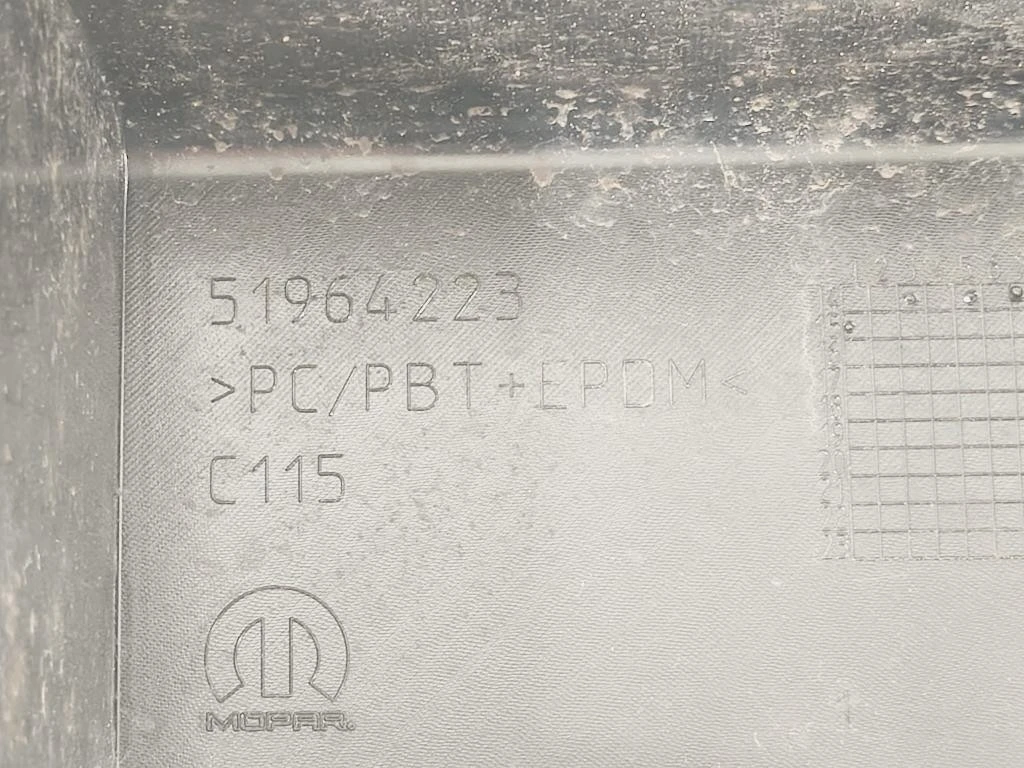 51964223
>PC/PBT+EPDM<
C115
MOPAR